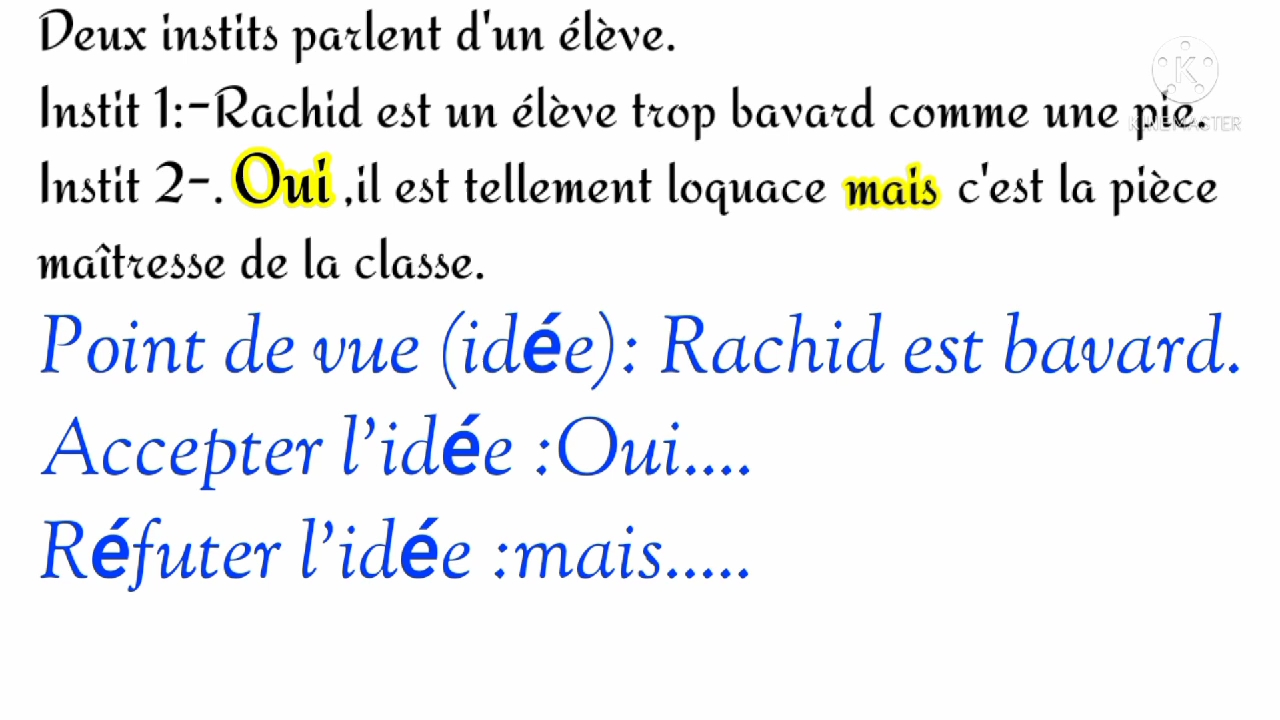 Deux instits parlent d'un élève.
Instit 1:-Rachid est un élève trop bavard comme une pie.
K
KINEMASTER
Instit 2-. Oui ,il est tellement loquace mais c'est la pièce
maîtresse de la classe.
Point de vue (idée): Rachid est bavard.
Accepter l'idée :Oui....
Réfuter l'idée :mais.....